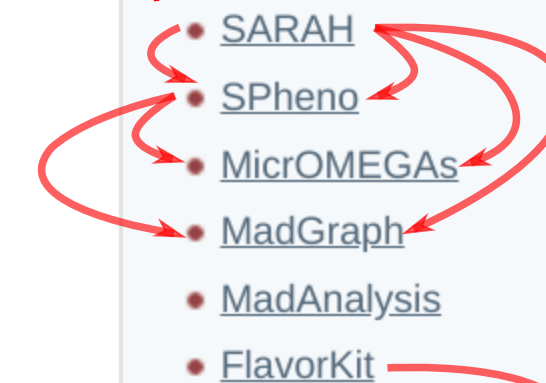 SARAH
SPheno
MicrOMEGAs
MadGraph
MadAnalysis
FlavorKit